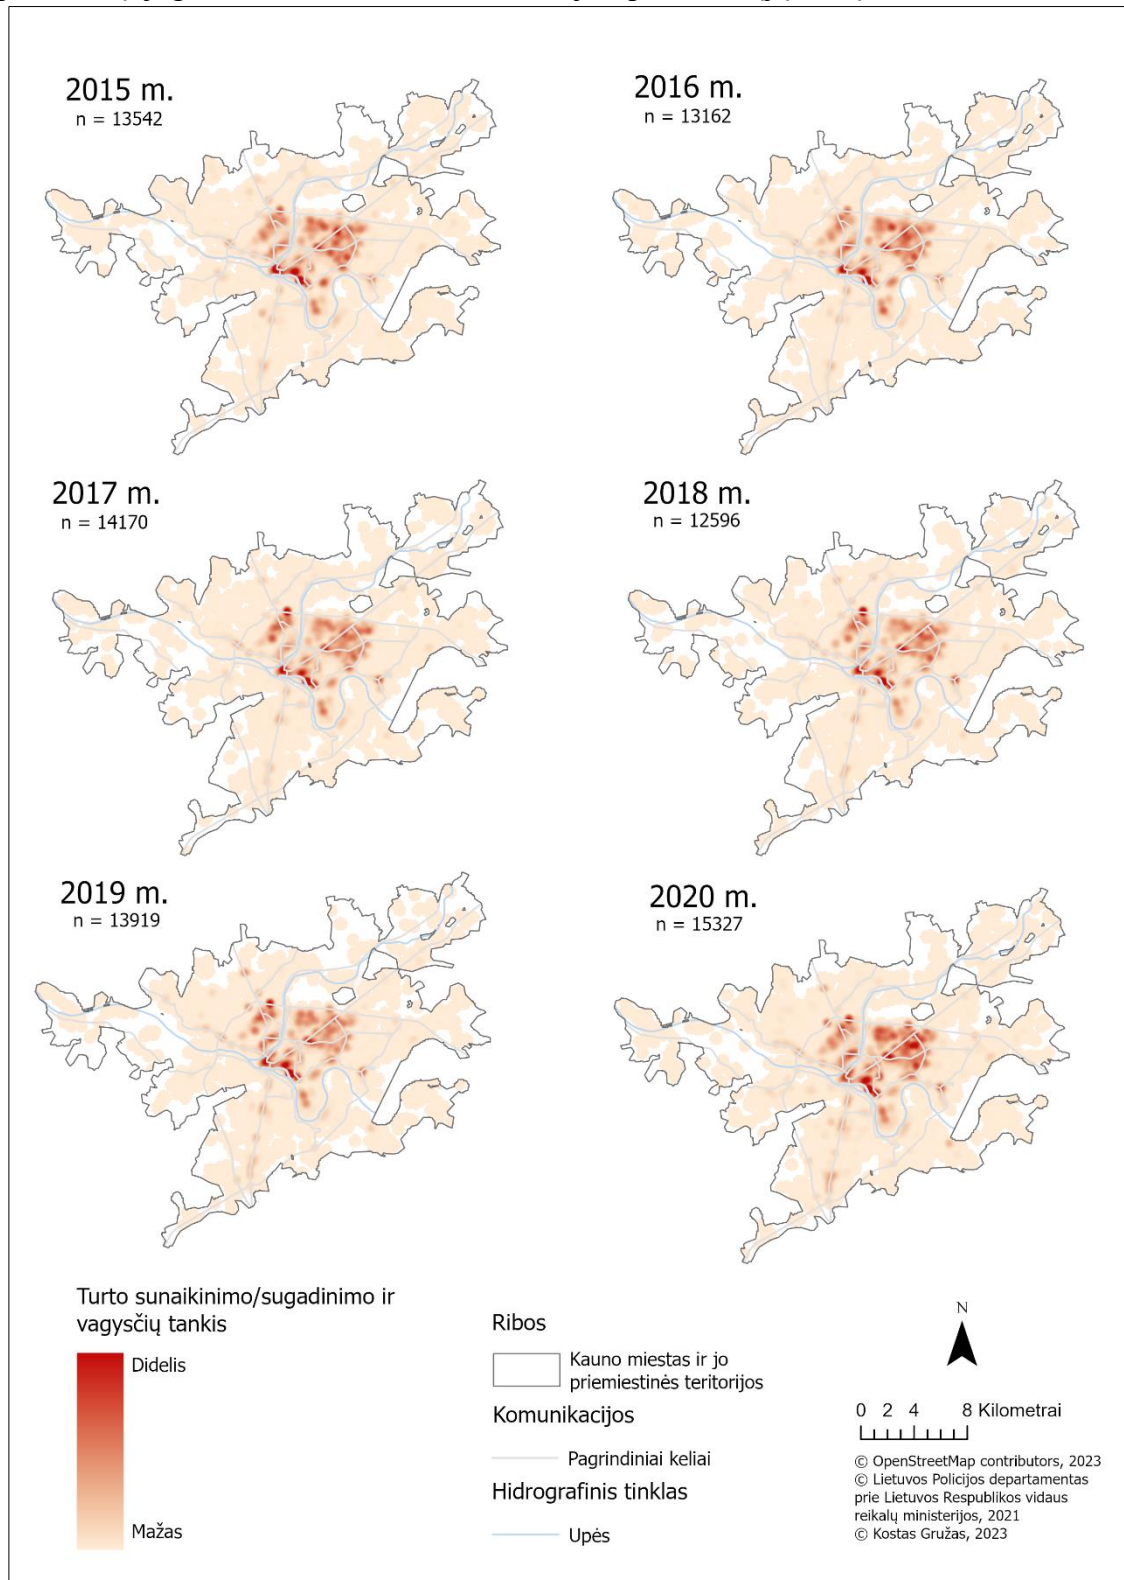 2015 m.
n = 13542
2016 m.
n = 13162
2017 m.
n = 14170
2018 m.
n = 12596
2019 m.
n = 13919
2020 m.
n = 15327
Turto sunaikinimo/sugadinimo ir
vagysčių tankis
Didelis
Mažas
Ribos
Kauno miestas ir jo
priemiestinės teritorijos
Komunikacijos
Pagrindiniai keliai
Hidrografinis tinklas
Upės
N
0 2 4 8 Kilometrai
© OpenStreetMap contributors, 2023
© Lietuvos Policijos departamentas
prie Lietuvos Respublikos vidaus
reikalų ministerijos, 2021
© Kostas Gružas, 2023